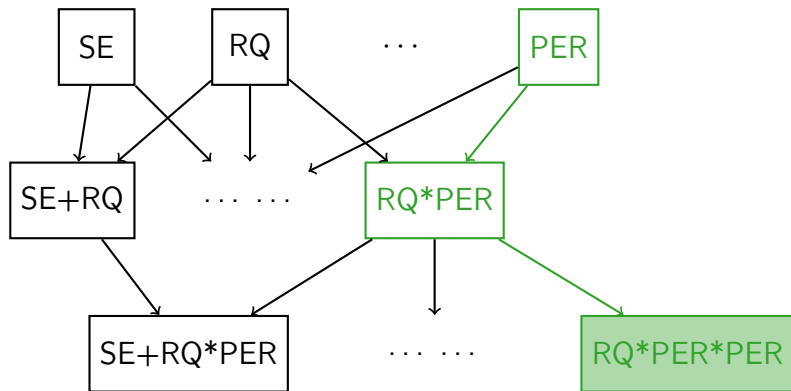 SE RQ ... PER
SE+RQ ... ... RQ*PER
SE+RQ*PER ... ... RQ*PER*PER